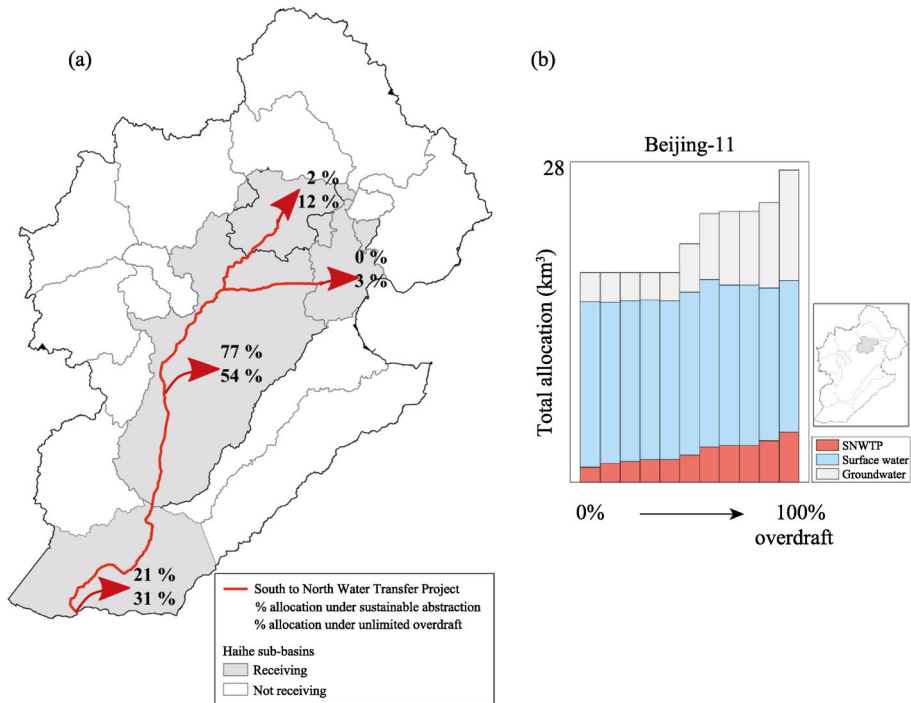 (a)
2 %
12 %
0 %
3 %
77 %
54 %
21 %
31 %
South to North Water Transfer Project
% allocation under sustainable abstraction
% allocation under unlimited overdraft
Haihe sub-basins
Receiving
Not receiving
(b)
Beijing-11
28
Total allocation (km³)
0%
100%
overdraft
SNWTP
Surface water
Groundwater